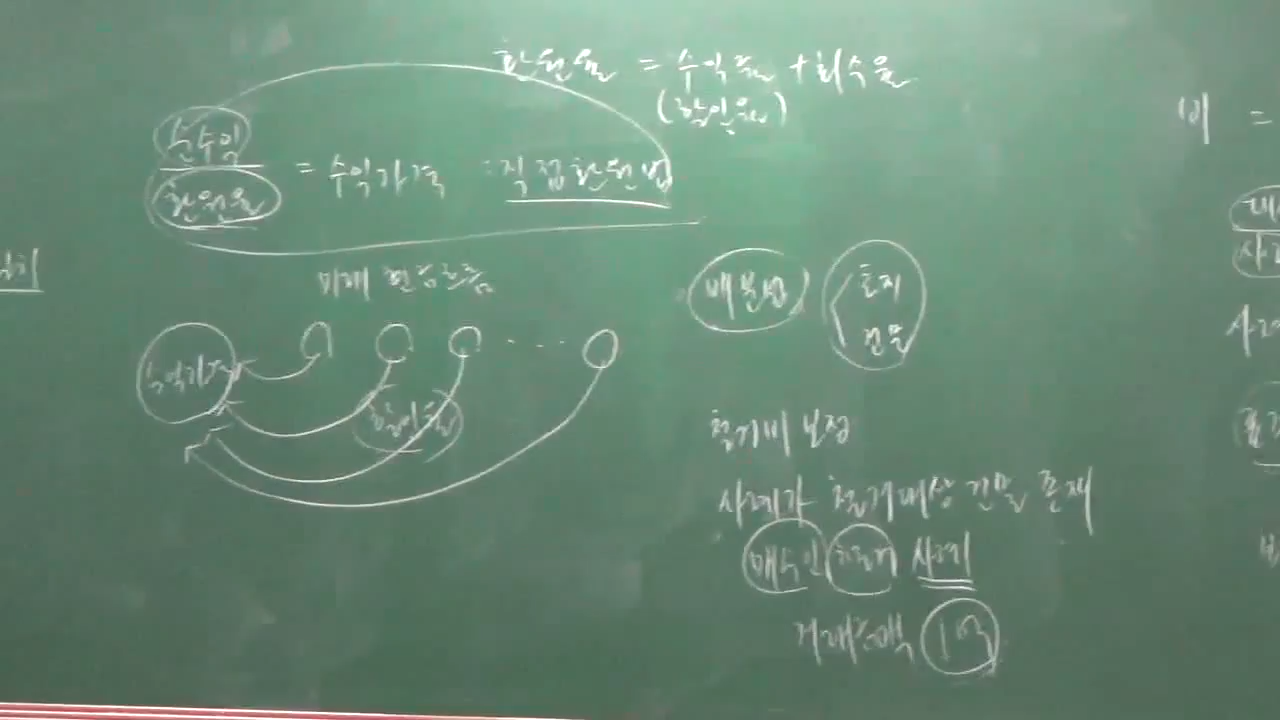 환원율 = 수익률 + 회수율
(할인율)
순수익
환원율
= 수익가격 : 직접환원법
미래 현금흐름
수익가격
할인율
배분법
토지
건물
철거비 보정
사례가 철거대상 건물 존재
매수인 철거 사례
거래금액 1억
비 =
사례